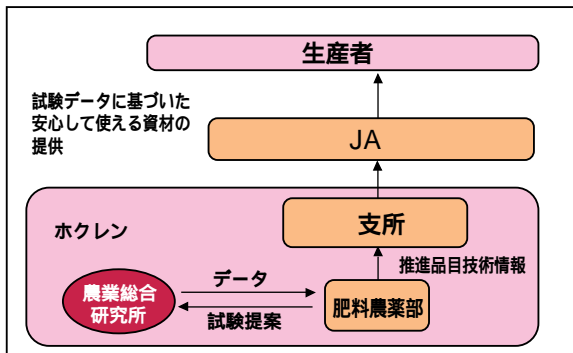 生産者
試験データに基づいた
安心して使える資材の
提供
JA
支所
ホクレン
推進品目技術情報
データ
農業総合
研究所
肥料農薬部
試験提案